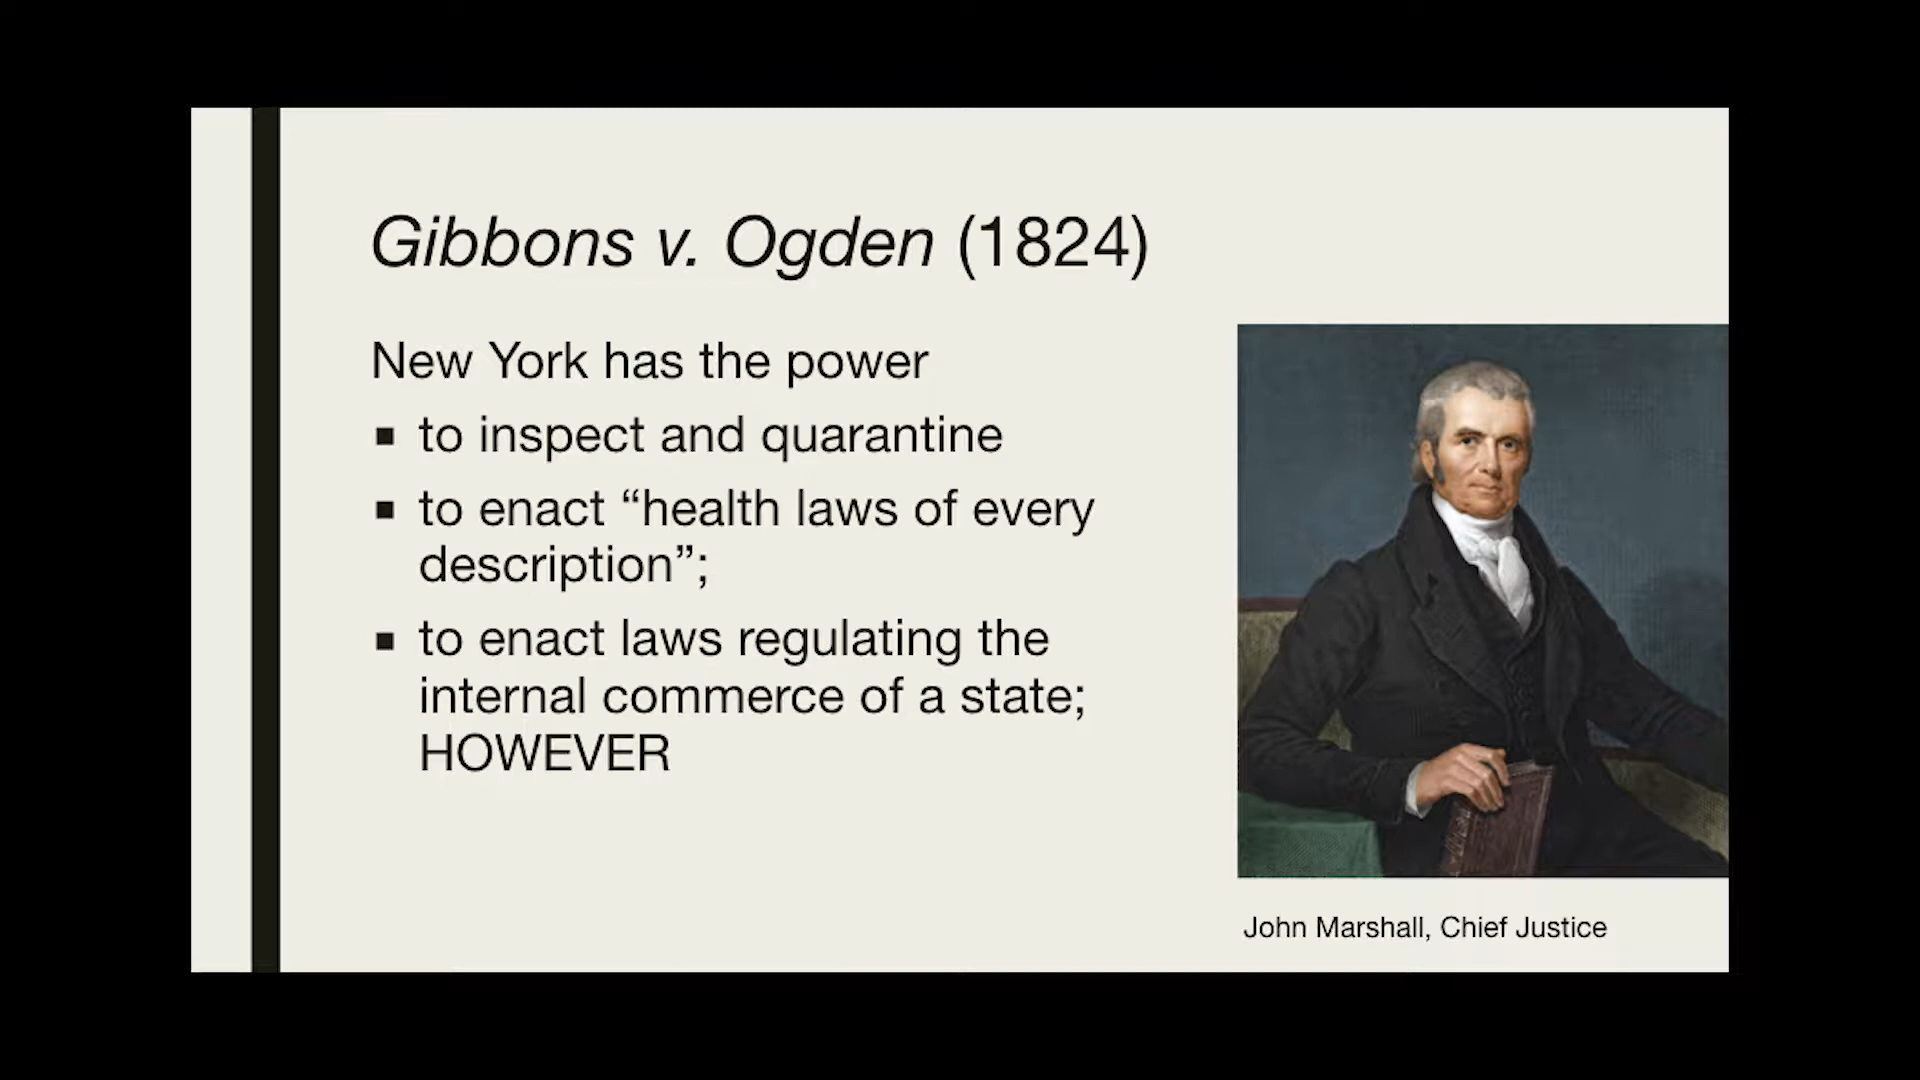 Gibbons v. Ogden (1824)
New York has the power
▪ to inspect and quarantine
▪ to enact “health laws of every
description”;
▪ to enact laws regulating the
internal commerce of a state;
HOWEVER
John Marshall, Chief Justice